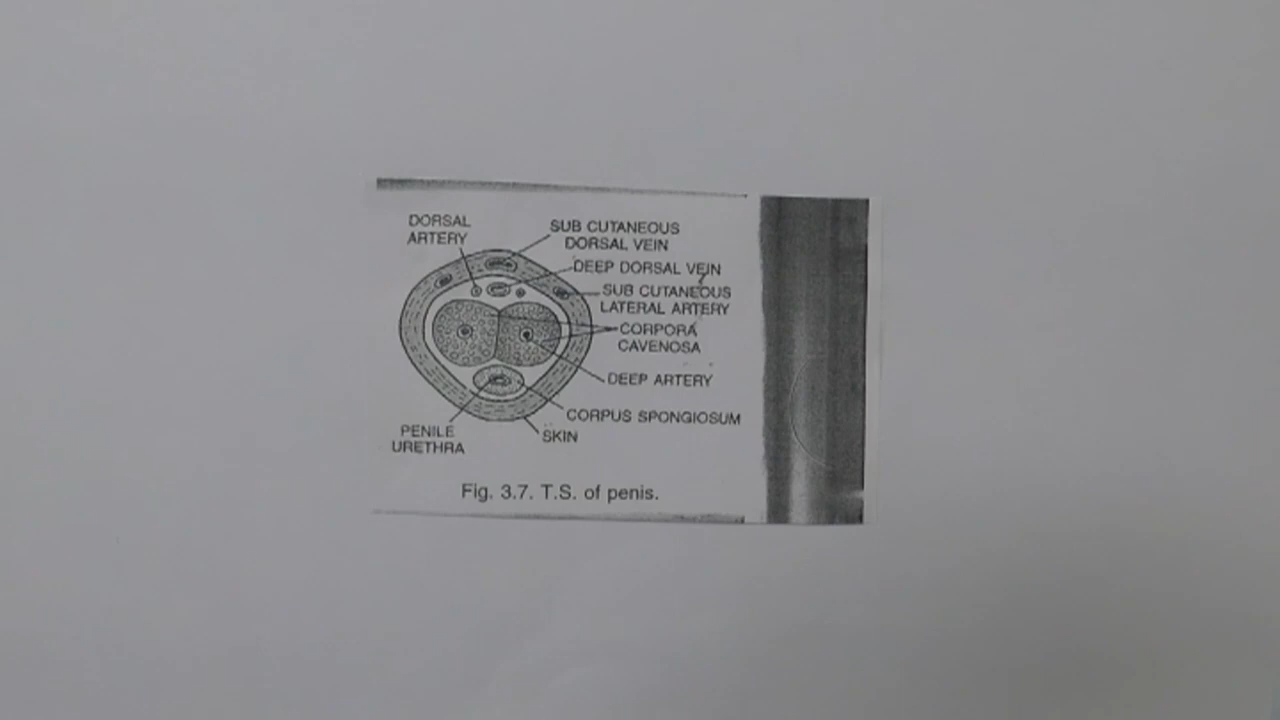 DORSAL
ARTERY
SUB CUTANEOUS
DORSAL VEIN
DEEP DORSAL VEIN
SUB CUTANEOUS
LATERAL ARTERY
CORPORA
CAVENOSA
DEEP ARTERY
CORPUS SPONGIOSUM
SKIN
PENILE
URETHRA
Fig. 3.7. T.S. of penis.